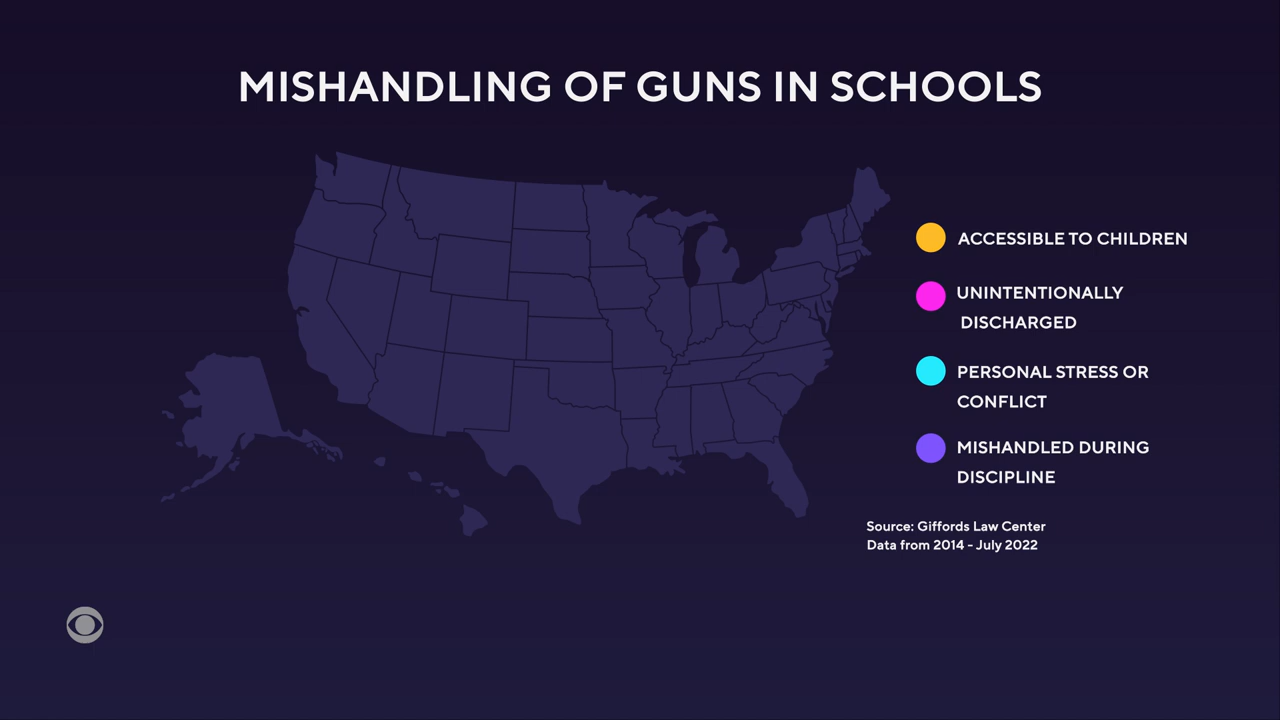 MISHANDLING OF GUNS IN SCHOOLS
ACCESSIBLE TO CHILDREN
UNINTENTIONALLY
DISCHARGED
PERSONAL STRESS OR
CONFLICT
MISHANDLED DURING
DISCIPLINE
Source: Giffords Law Center
Data from 2014 - July 2022